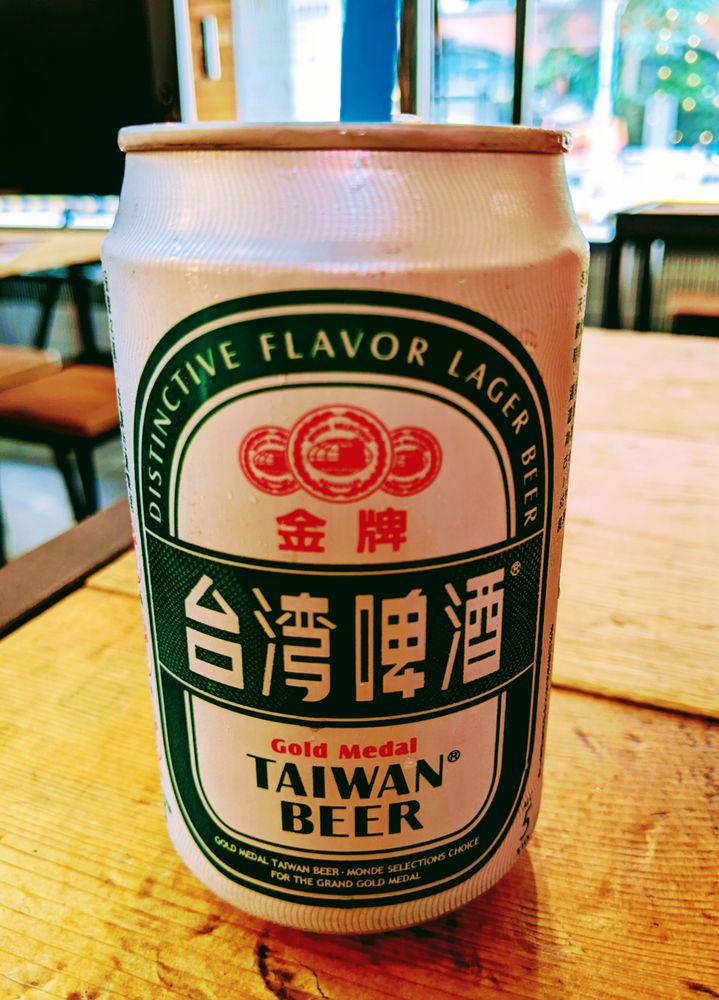 DISTINCTIVE FLAVOR LAGER BEER
金牌
台湾啤酒®
Gold Medal
TAIWAN®
BEER
GOLD MEDAL TAIWAN BEER · MONDE SELECTIONS CHOICE
FOR THE GRAND GOLD MEDAL
5